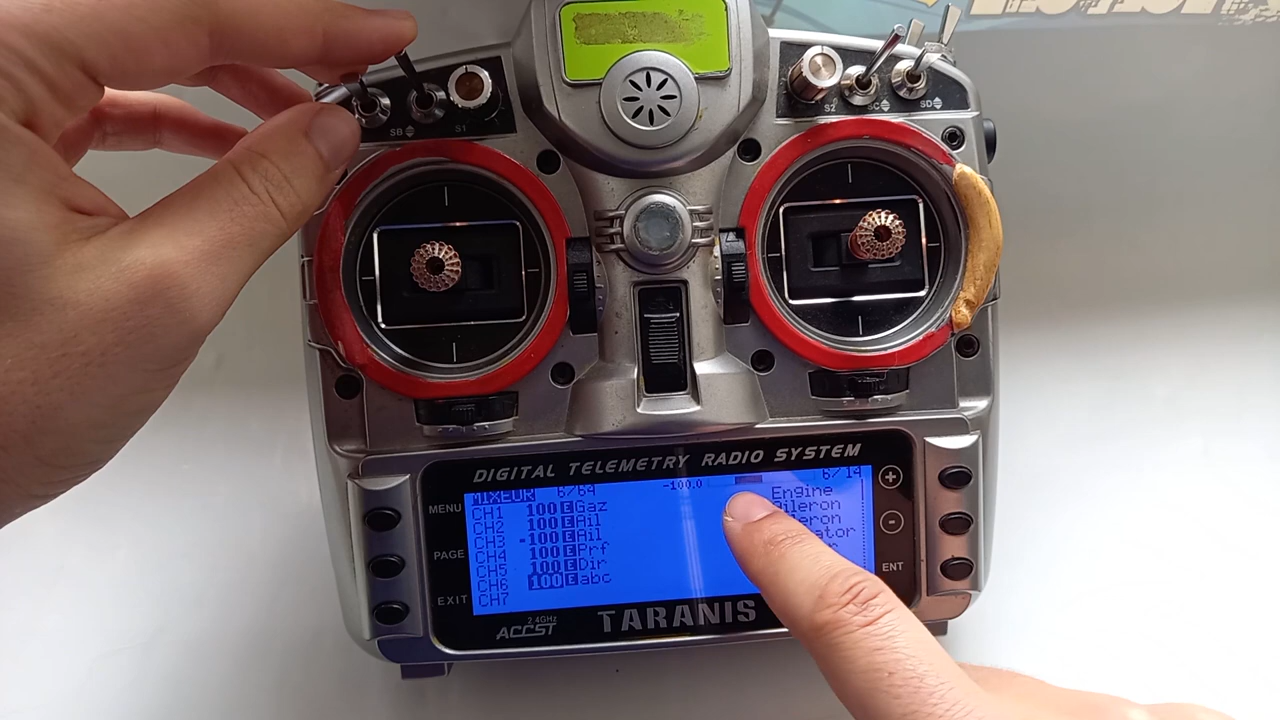 SB S1
S2 SC SD
DIGITAL TELEMETRY RADIO SYSTEM
MENU
PAGE
EXIT
MIXEUR 6/64 -100.0 6/19
CH1 100 E Gaz Engine
CH2 100 E Ail Aileron
CH3 -100 E Ail
CH4 100 E Prf
CH5 100 E Dir
CH6 100 E abc
CH7
+
-
ENT
2.4GHz
ACCST
TARANIS